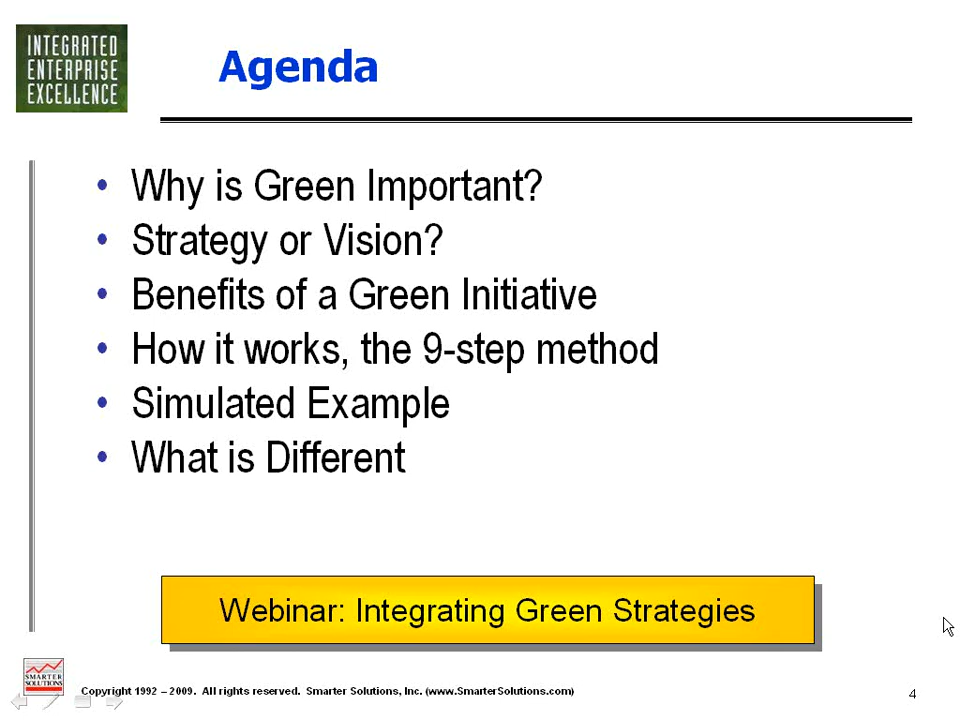 INTEGRATED
ENTERPRISE
EXCELLENCE
Agenda
• Why is Green Important?
• Strategy or Vision?
• Benefits of a Green Initiative
• How it works, the 9-step method
• Simulated Example
• What is Different
Webinar: Integrating Green Strategies
SMARTER
SOLUTIONS
Copyright 1992 – 2009. All rights reserved. Smarter Solutions, Inc. (www.SmarterSolutions.com)
4